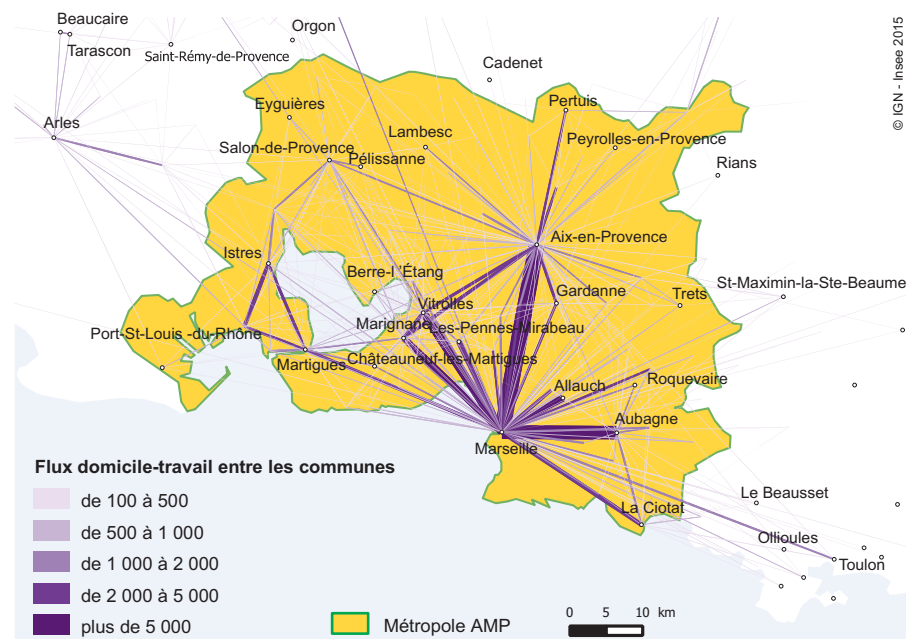 Beaucaire
Orgon
Tarascon
Saint-Rémy-de-Provence
Cadenet
© IGN - Insee 2015
Eyguières
Pertuis
Arles
Lambesc
Peyrolles-en-Provence
Salon-de-Provence
Pélissanne
Rians
Aix-en-Provence
Istres
Berre-l'Étang
St-Maximin-la-Ste-Beaume
Gardanne
Trets
Vitrolles
Port-St-Louis -du-Rhône
Marignane
Les-Pennes-Mirabeau
Martigues
Châteauneuf-les-Martigues
Allauch
Roquevaire
Aubagne
Marseille
Flux domicile-travail entre les communes
de 100 à 500
de 500 à 1 000
de 1 000 à 2 000
de 2 000 à 5 000
plus de 5 000
La Ciotat
Le Beausset
Ollioules
Toulon
Métropole AMP
0 5 10 km